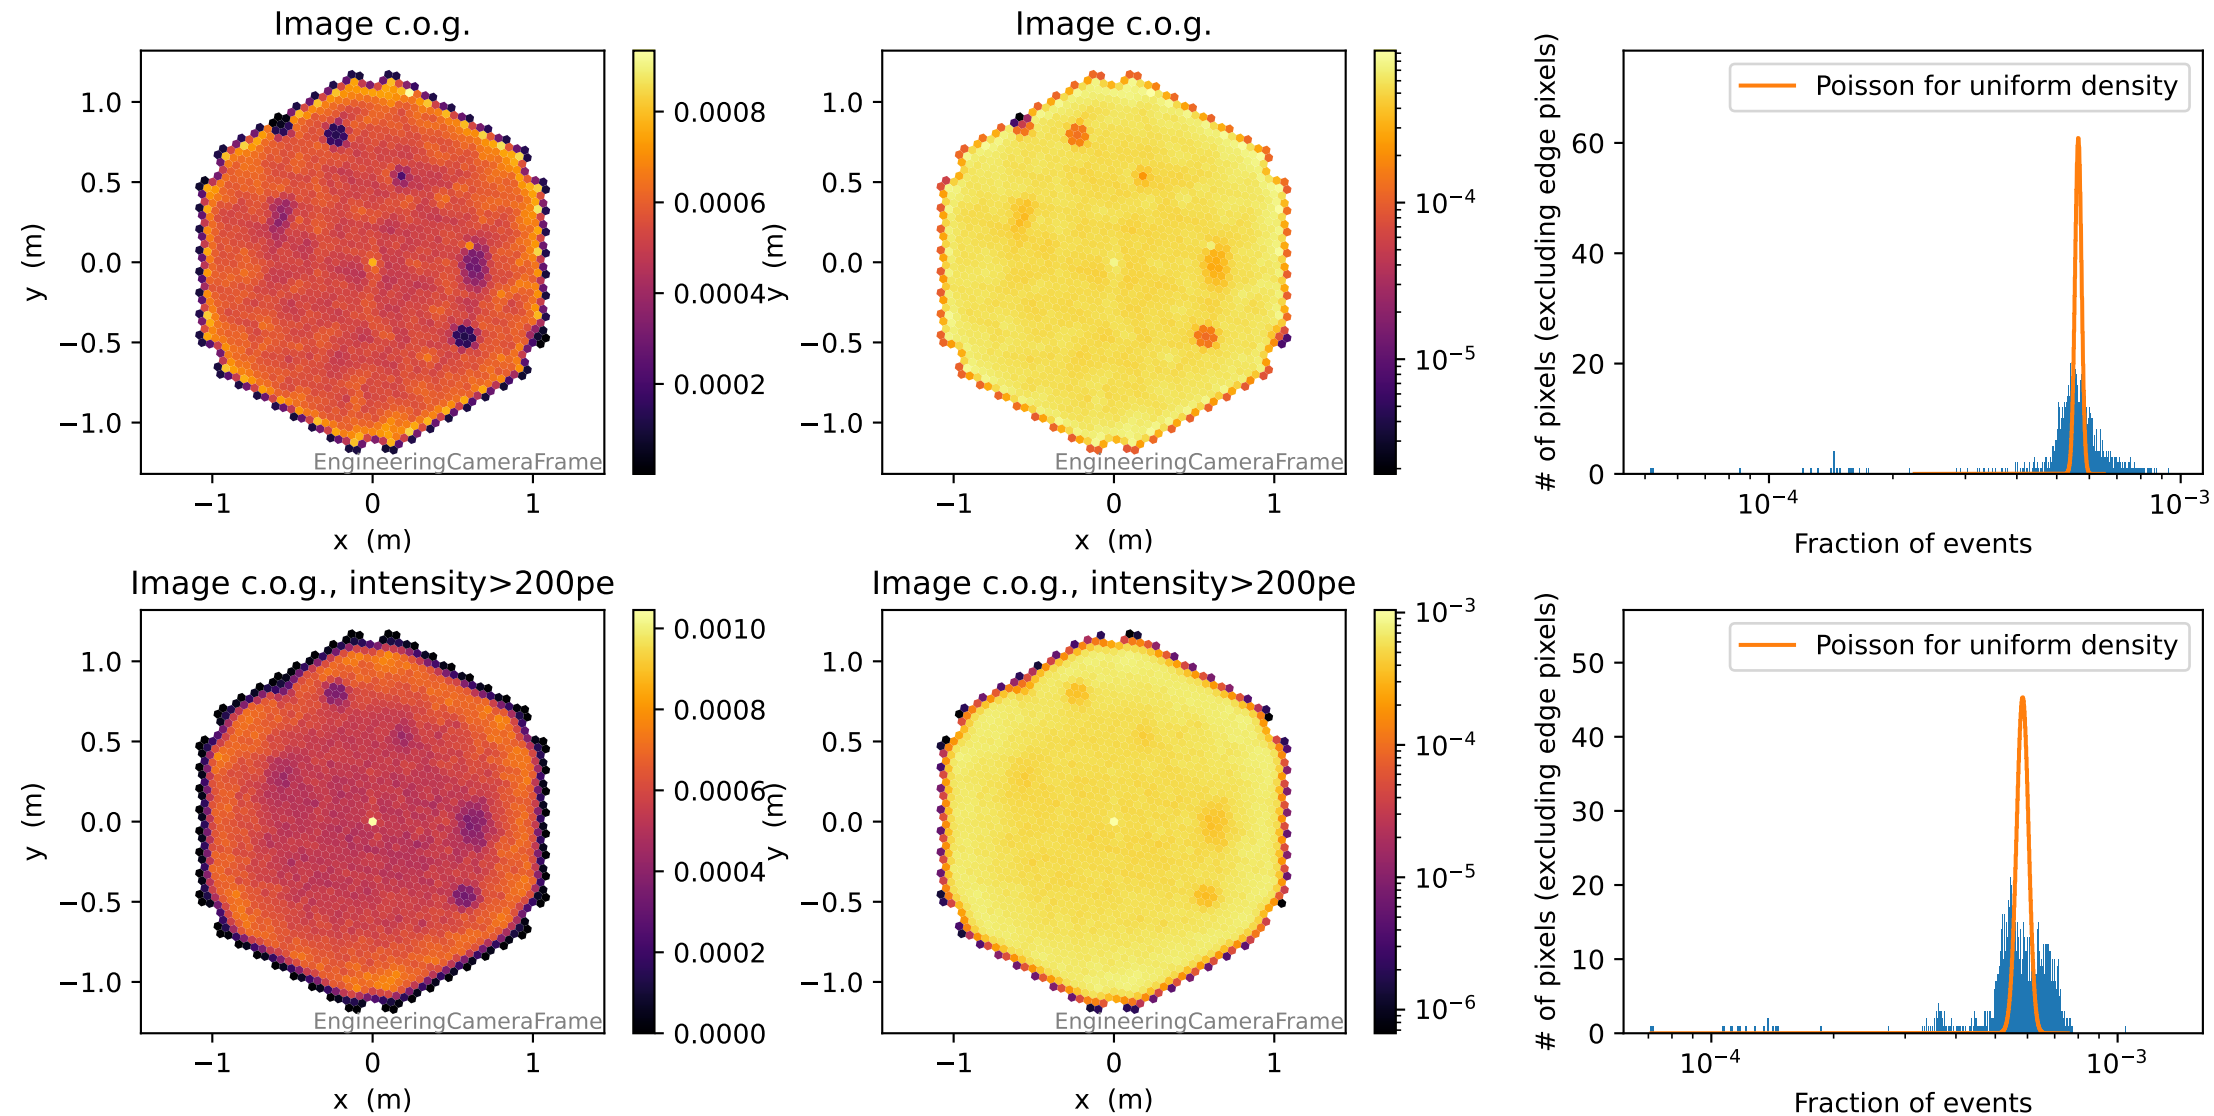 Image c.o.g.
y (m)
1.0
0.5
0.0
−0.5
−1.0
−1
0
1
x (m)
EngineeringCameraFrame
0.0008
0.0006
0.0004
0.0002
Image c.o.g.
y (m)
1.0
0.5
0.0
−0.5
−1.0
−1
0
1
x (m)
EngineeringCameraFrame
10⁻⁴
10⁻⁵
# of pixels (excluding edge pixels)
60
40
20
0
Poisson for uniform density
10⁻⁴
10⁻³
Fraction of events
Image c.o.g., intensity>200pe
y (m)
1.0
0.5
0.0
−0.5
−1.0
−1
0
1
x (m)
EngineeringCameraFrame
0.0010
0.0008
0.0006
0.0004
0.0002
0.0000
Image c.o.g., intensity>200pe
y (m)
1.0
0.5
0.0
−0.5
−1.0
−1
0
1
x (m)
EngineeringCameraFrame
10⁻³
10⁻⁴
10⁻⁵
10⁻⁶
# of pixels (excluding edge pixels)
50
40
30
20
10
0
Poisson for uniform density
10⁻⁴
10⁻³
Fraction of events